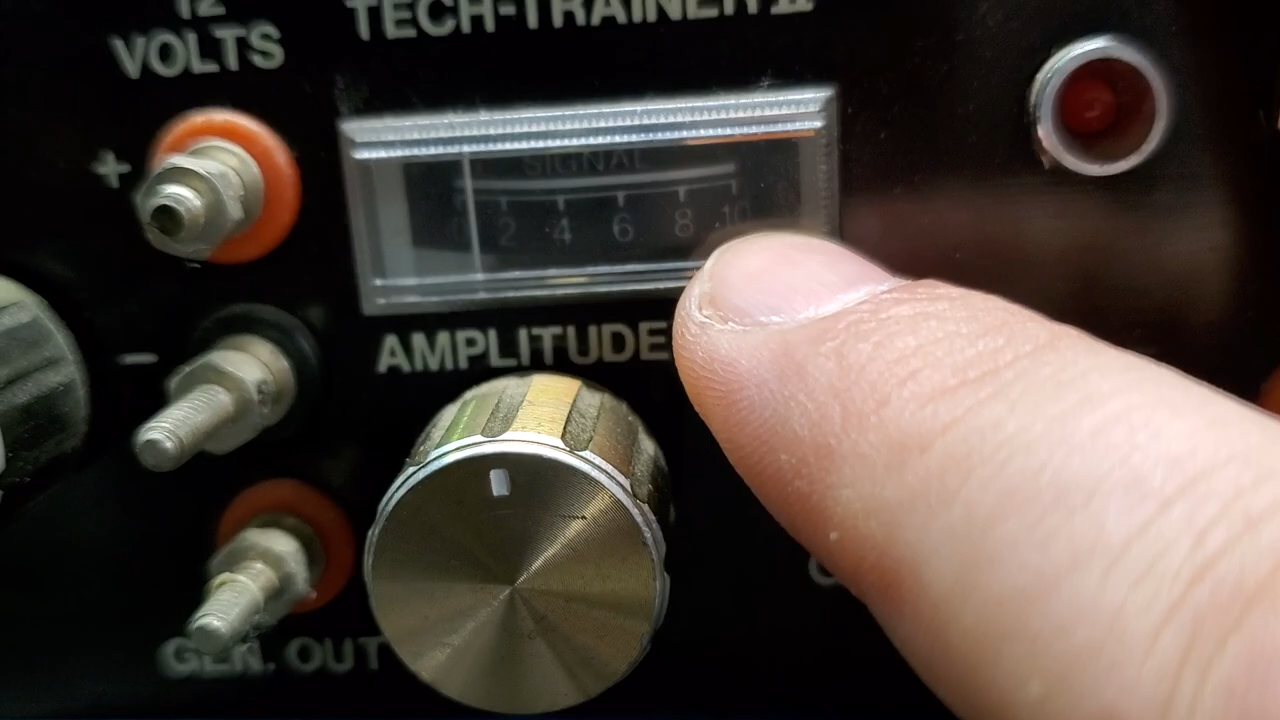 12
VOLTS
TECH-TRAINER II
+
SIGNAL
0 2 4 6 8 10
−
AMPLITUDE
GEN. OUT